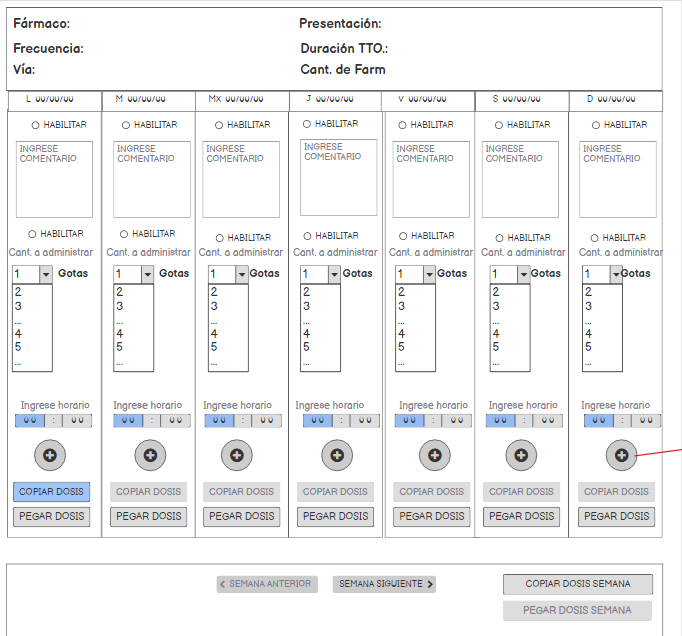 Fármaco: Presentación:
Frecuencia: Duración TTO.:
Vía: Cant. de Farm
L 00/00/00 M 00/00/00 MX 00/00/00 J 00/00/00 V 00/00/00 S 00/00/00 D 00/00/00
HABILITAR HABILITAR HABILITAR HABILITAR HABILITAR HABILITAR HABILITAR
INGRESE INGRESE INGRESE INGRESE INGRESE INGRESE INGRESE
COMENTARIO COMENTARIO COMENTARIO COMENTARIO COMENTARIO COMENTARIO COMENTARIO
HABILITAR HABILITAR HABILITAR HABILITAR HABILITAR HABILITAR HABILITAR
Cant. a administrar Cant. a administrar Cant. a administrar Cant. a administrar Cant. a administrar Cant. a administrar Cant. a administrar
1 Gotas 1 Gotas 1 Gotas 1 Gotas 1 Gotas 1 Gotas 1 Gotas
2 2 2 2 2 2 2
3 3 3 3 3 3 3
... ... ... ... ... ... ...
4 4 4 4 4 4 4
5 5 5 5 5 5 5
... ... ... ... ... ... ...
Ingrese horario Ingrese horario Ingrese horario Ingrese horario Ingrese horario Ingrese horario Ingrese horario
00 : 00 00 : 00 00 : 00 00 : 00 00 : 00 00 : 00 00 : 00
COPIAR DOSIS COPIAR DOSIS COPIAR DOSIS COPIAR DOSIS COPIAR DOSIS COPIAR DOSIS COPIAR DOSIS
PEGAR DOSIS PEGAR DOSIS PEGAR DOSIS PEGAR DOSIS PEGAR DOSIS PEGAR DOSIS PEGAR DOSIS
SEMANA ANTERIOR SEMANA SIGUIENTE COPIAR DOSIS SEMANA
PEGAR DOSIS SEMANA